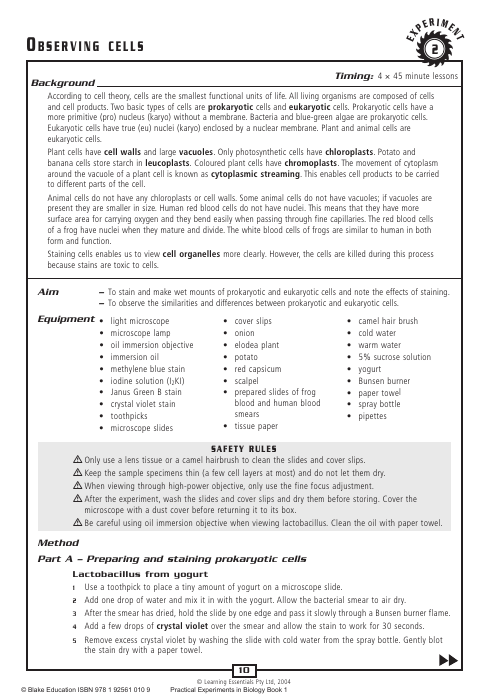 OBSERVING CELLS
EXPERIMENT
2
Timing: 4 × 45 minute lessons
Background
According to cell theory, cells are the smallest functional units of life. All living organisms are composed of cells
and cell products. Two basic types of cells are prokaryotic cells and eukaryotic cells. Prokaryotic cells have a
more primitive (pro) nucleus (karyo) without a membrane. Bacteria and blue-green algae are prokaryotic cells.
Eukaryotic cells have true (eu) nuclei (karyo) enclosed by a nuclear membrane. Plant and animal cells are
eukaryotic cells.
Plant cells have cell walls and large vacuoles. Only photosynthetic cells have chloroplasts. Potato and
banana cells store starch in leucoplasts. Coloured plant cells have chromoplasts. The movement of cytoplasm
around the vacuole of a plant cell is known as cytoplasmic streaming. This enables cell products to be carried
to different parts of the cell.
Animal cells do not have any chloroplasts or cell walls. Some animal cells do not have vacuoles; if vacuoles are
present they are smaller in size. Human red blood cells do not have nuclei. This means that they have more
surface area for carrying oxygen and they bend easily when passing through fine capillaries. The red blood cells
of a frog have nuclei when they mature and are oval shaped. The white blood cells of frogs are similar to human in both
form and function.
Staining cells enables us to view cell organelles more clearly. However, the cells are killed during this process
because stains are toxic to cells.
Aim
– To stain and make wet mounts of prokaryotic and eukaryotic cells and note the effects of staining.
– To observe the similarities and differences between prokaryotic and eukaryotic cells.
Equipment
• light microscope
• microscope lamp
• oil immersion objective
• immersion oil
• methylene blue stain
• iodine solution (I₂KI)
• Janus Green B stain
• crystal violet stain
• toothpicks
• microscope slides
• cover slips
• onion
• elodea plant
• potato
• red capsicum
• scalpel
• prepared slides of frog
blood and human blood
smears
• tissue paper
• camel hair brush
• cold water
• warm water
• 5% sucrose solution
• yogurt
• Bunsen burner
• paper towel
• spray bottle
• pipettes
SAFETY RULES
Only use a lens tissue or a camel hairbrush to clean the slides and cover slips.
Keep the sample specimens thin (a few cell layers at most) and do not let them dry.
When viewing through high-power objective, only use the fine focus adjustment.
After the experiment, wash the slides and cover slips and dry them before storing. Cover the
microscope with a dust cover before returning it to its box.
Be careful using oil immersion objective when viewing lactobacillus. Clean the oil with paper towel.
Method
Part A – Preparing and staining prokaryotic cells
Lactobacillus from yogurt
1 Use a toothpick to place a tiny amount of yogurt on a microscope slide.
2 Add one drop of water and mix it in with the yogurt. Allow the bacterial smear to air dry.
3 After the smear has dried, hold the slide by one edge and pass it slowly through a Bunsen burner flame.
4 Add a few drops of crystal violet over the smear and allow the stain to work for 30 seconds.
5 Remove excess crystal violet by washing the slide with cold water from the spray bottle. Gently blot
the stain dry with a paper towel.
10
© Learning Essentials Pty Ltd, 2004
© Blake Education ISBN 978 1 92561 010 9 Practical Experiments in Biology Book 1